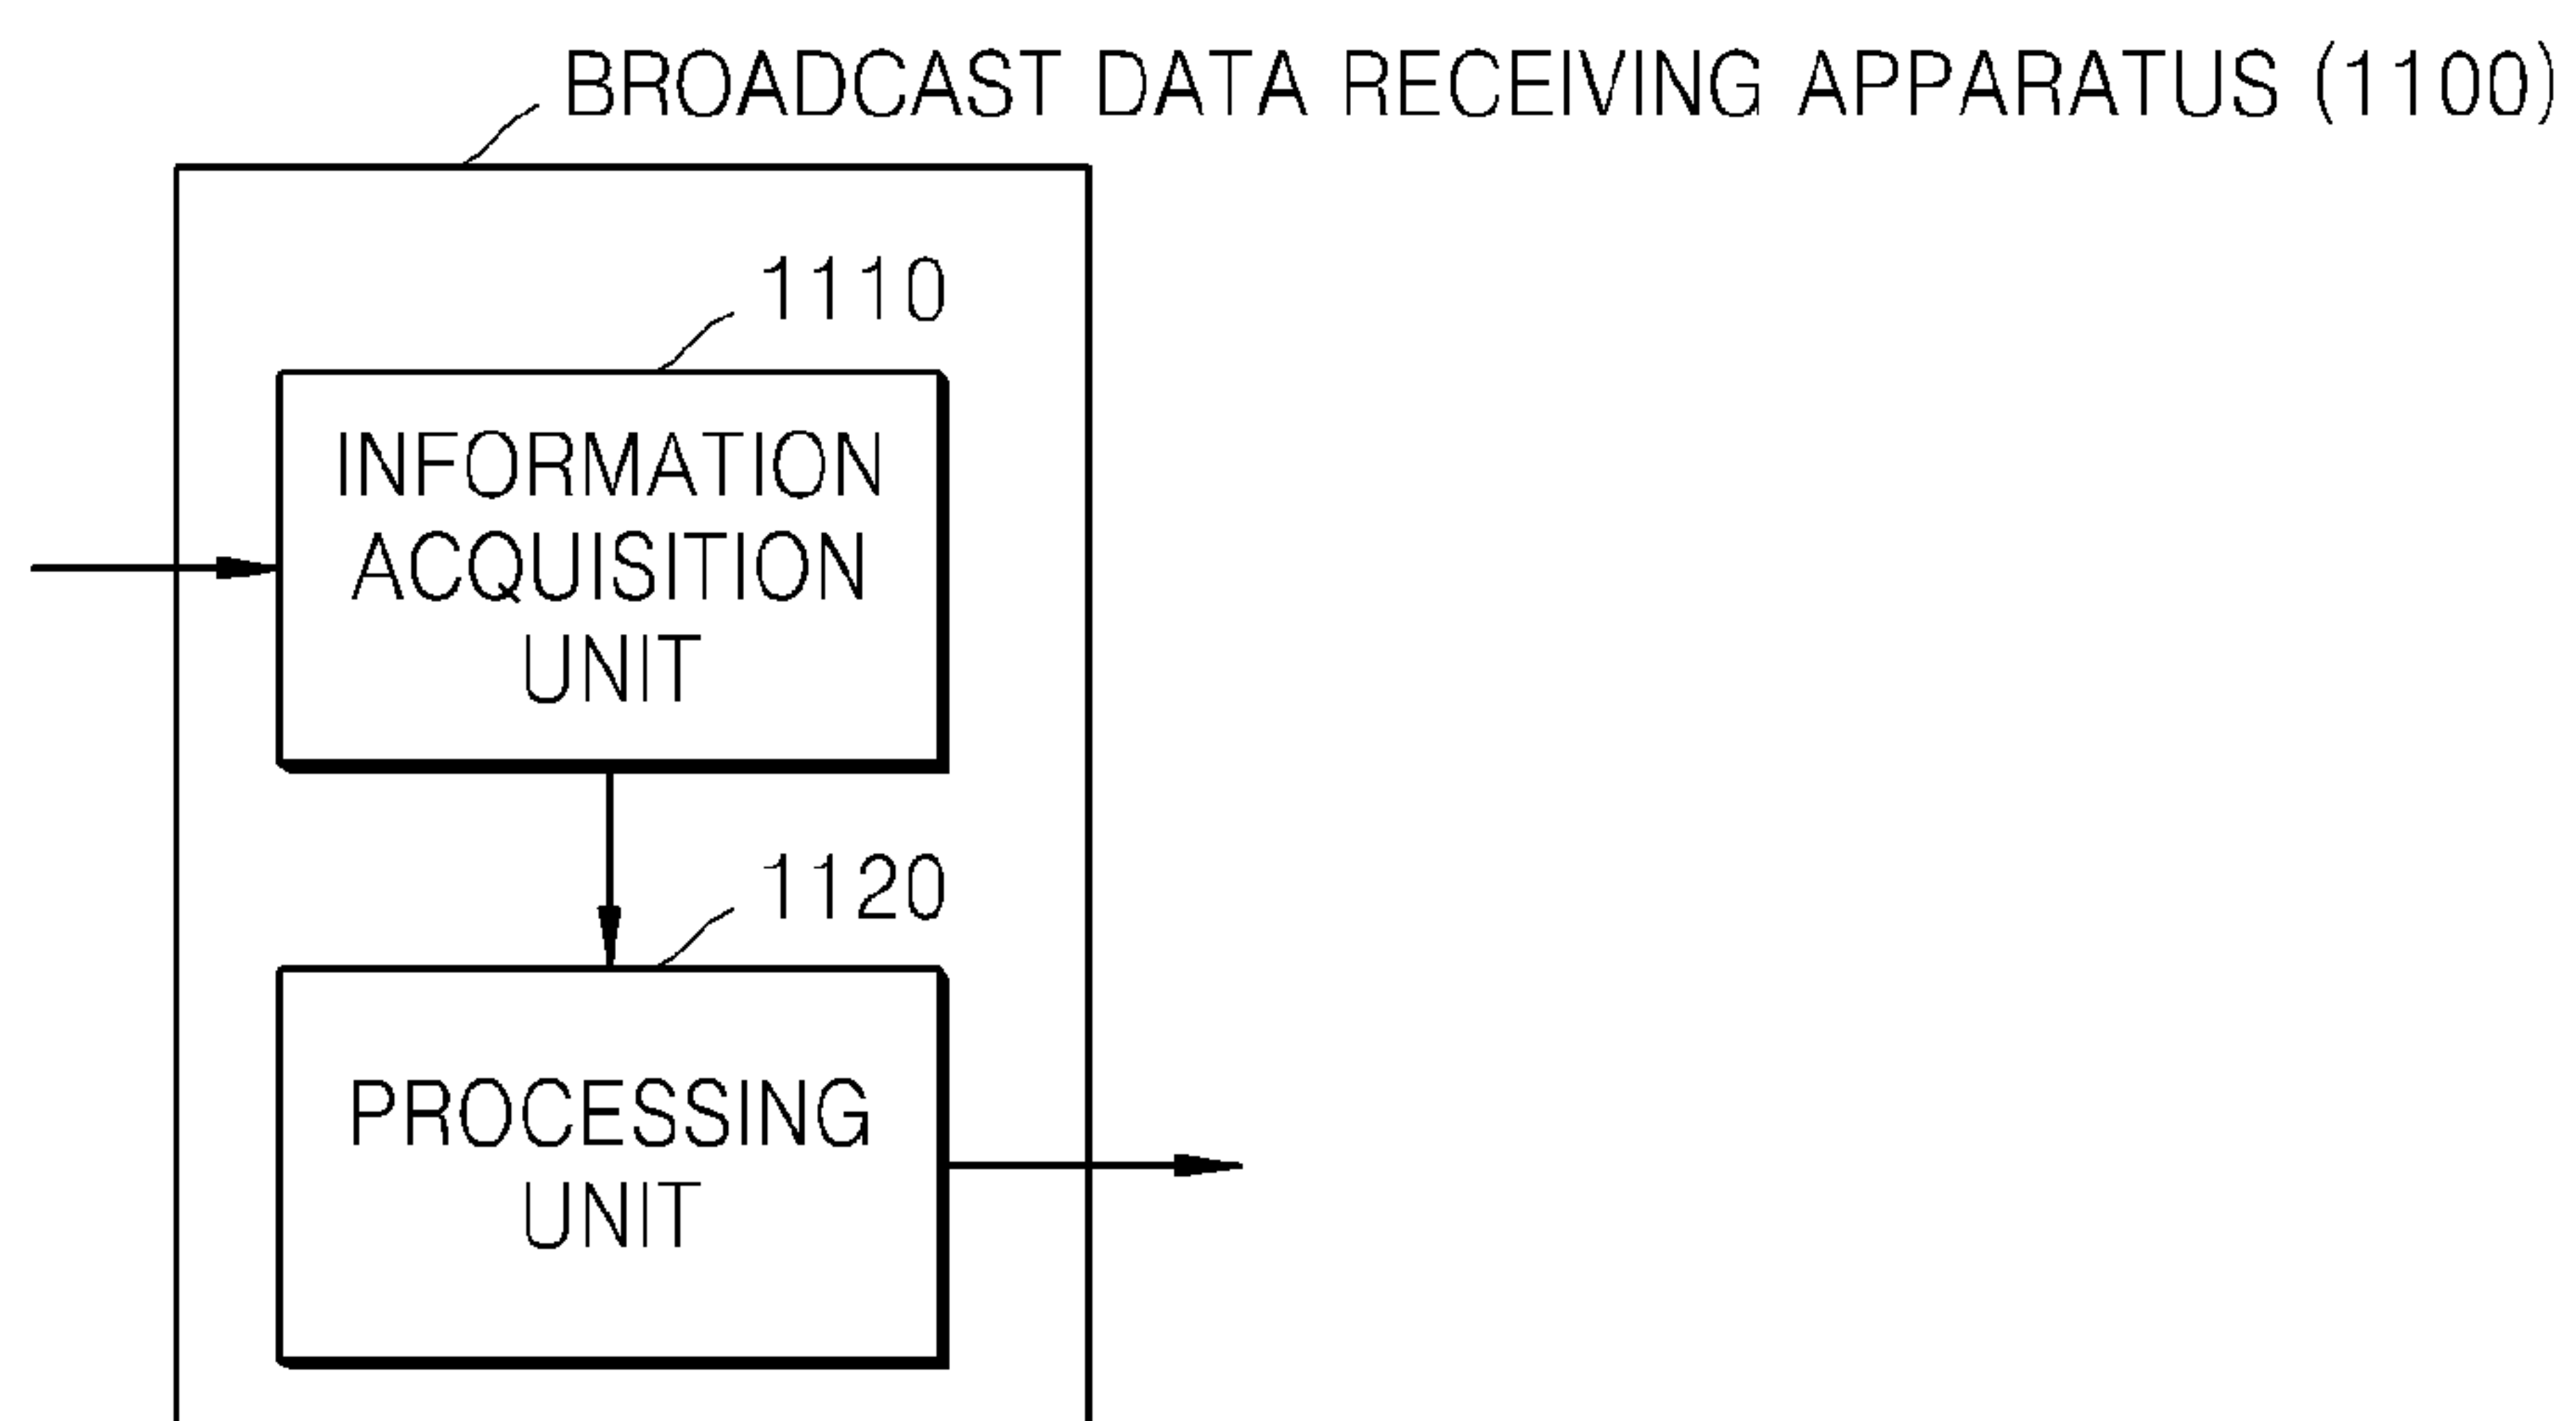 BROADCAST DATA RECEIVING APPARATUS (1100)
1110
INFORMATION
ACQUISITION
UNIT
1120
PROCESSING
UNIT